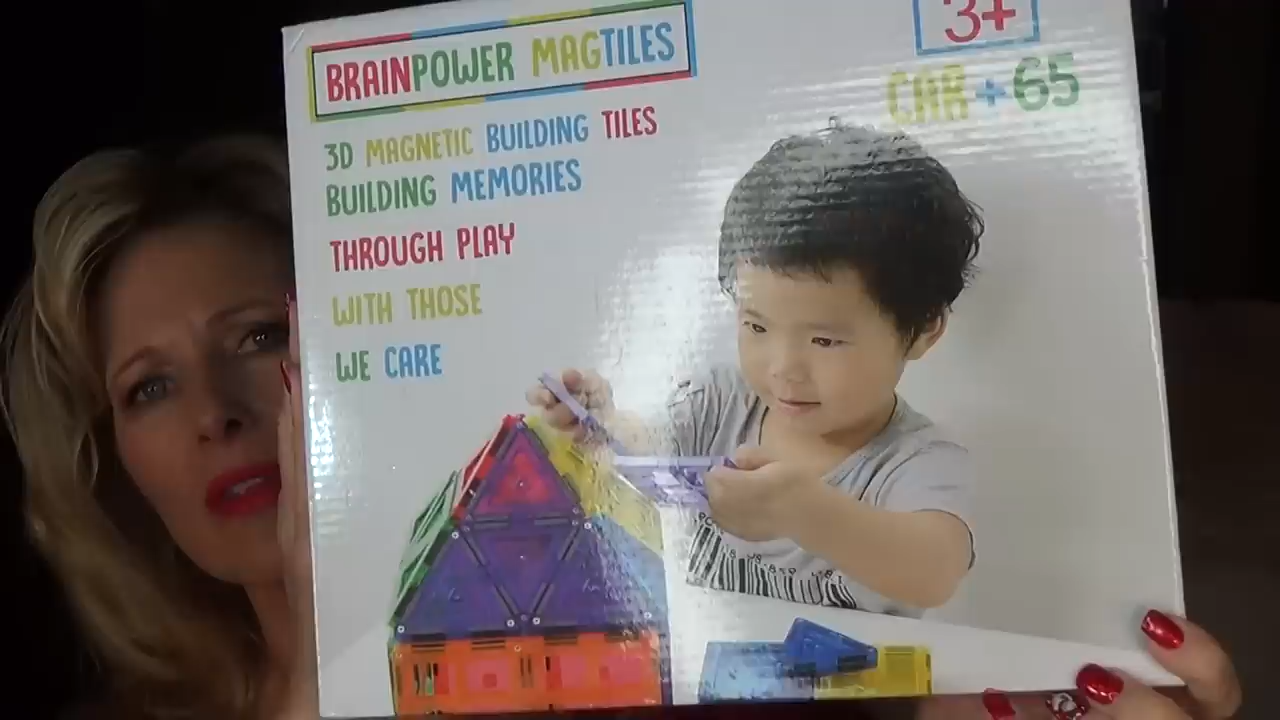 BRAINPOWER MAGTILES
3+
CAR + 65
3D MAGNETIC BUILDING TILES
BUILDING MEMORIES
THROUGH PLAY
WITH THOSE
WE CARE